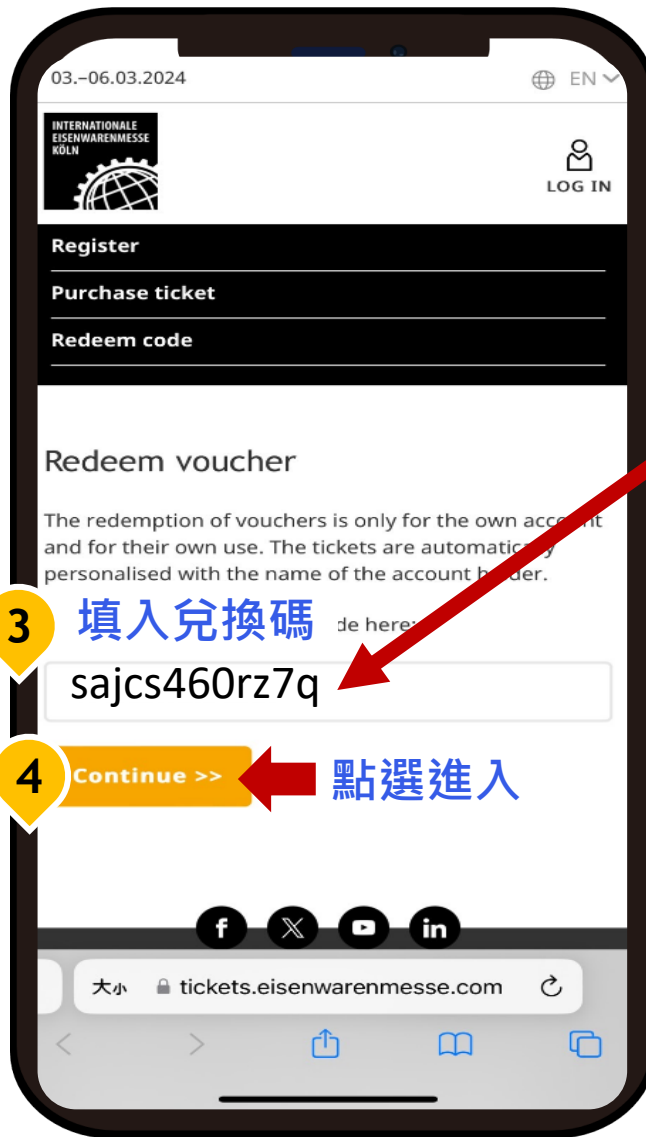 03.–06.03.2024
EN
INTERNATIONALE
EISENWARENMESSE
KÖLN
LOG IN
Register
Purchase ticket
Redeem code
Redeem voucher
The redemption of vouchers is only for the own account
and for their own use. The tickets are automatically
personalised with the name of the account holder.
3
填入兌換碼
de here:
sajcs460rz7q
4
Continue >>
點選進入
f
X
in
大小
tickets.eisenwarenmesse.com